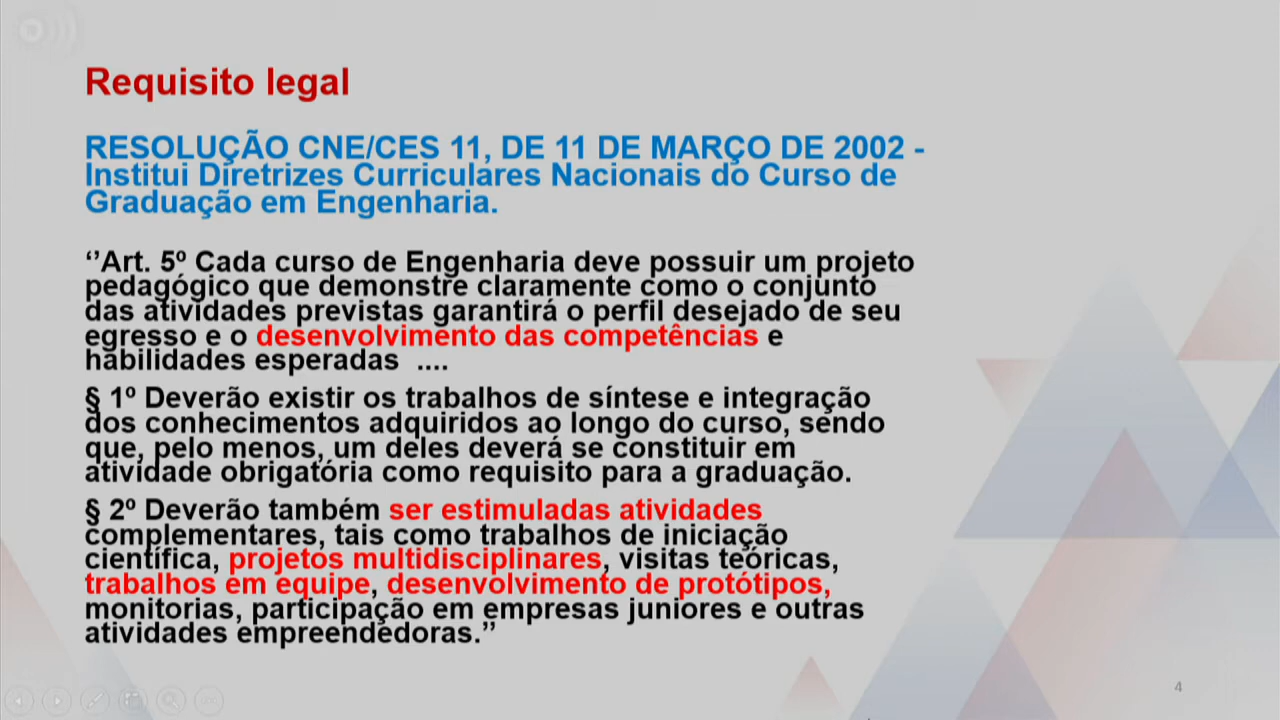 Requisito legal
RESOLUÇÃO CNE/CES 11, DE 11 DE MARÇO DE 2002 -
Institui Diretrizes Curriculares Nacionais do Curso de
Graduação em Engenharia.
‘’Art. 5º Cada curso de Engenharia deve possuir um projeto
pedagógico que demonstre claramente como o conjunto
das atividades previstas garantirá o perfil desejado de seu
egresso e o desenvolvimento das competências e
habilidades esperadas ....
§ 1º Deverão existir os trabalhos de síntese e integração
dos conhecimentos adquiridos ao longo do curso, sendo
que, pelo menos, um deles deverá se constituir em
atividade obrigatória como requisito para a graduação.
§ 2º Deverão também ser estimuladas atividades
complementares, tais como trabalhos de iniciação
científica, projetos multidisciplinares, visitas teóricas,
trabalhos em equipe, desenvolvimento de protótipos,
monitorias, participação em empresas juniores e outras
atividades empreendedoras.’’
4